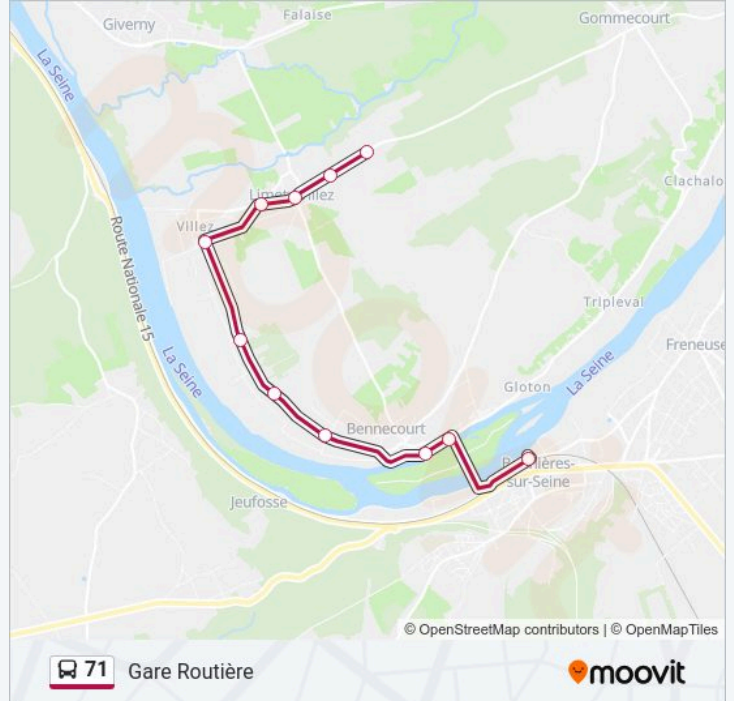 Falaise
Giverny
Gommecourt
La Seine
Clachalo
Villez
Route Nationale 15
Tripleval
La Seine
Freneuse
La Seine
Gloton
Bennecourt
sur-Seine
Jeufosse
© OpenStreetMap contributors | © OpenMapTiles
71 Gare Routière
moovit